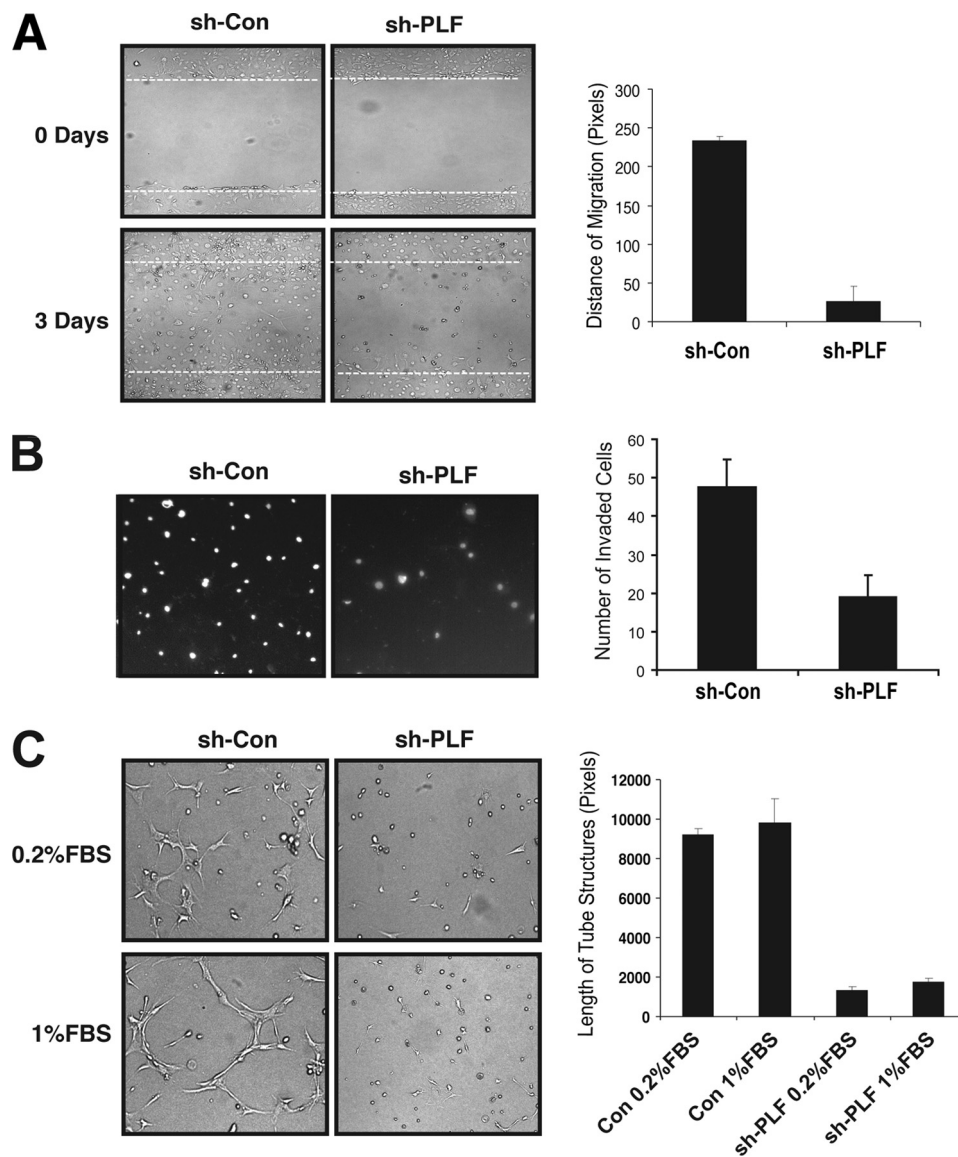 A
sh-Con
sh-PLF
0 Days
3 Days
Distance of Migration (Pixels)
300
250
200
150
100
50
0
sh-Con
sh-PLF
B
sh-Con
sh-PLF
Number of Invaded Cells
60
50
40
30
20
10
0
sh-Con
sh-PLF
C
sh-Con
sh-PLF
0.2%FBS
1%FBS
Length of Tube Structures (Pixels)
12000
10000
8000
6000
4000
2000
0
Con 0.2%FBS
Con 1%FBS
sh-PLF 0.2%FBS
sh-PLF 1%FBS